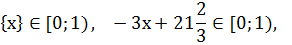 {x} ∈ [0; 1), −3x + 21 2/3 ∈ [0; 1),